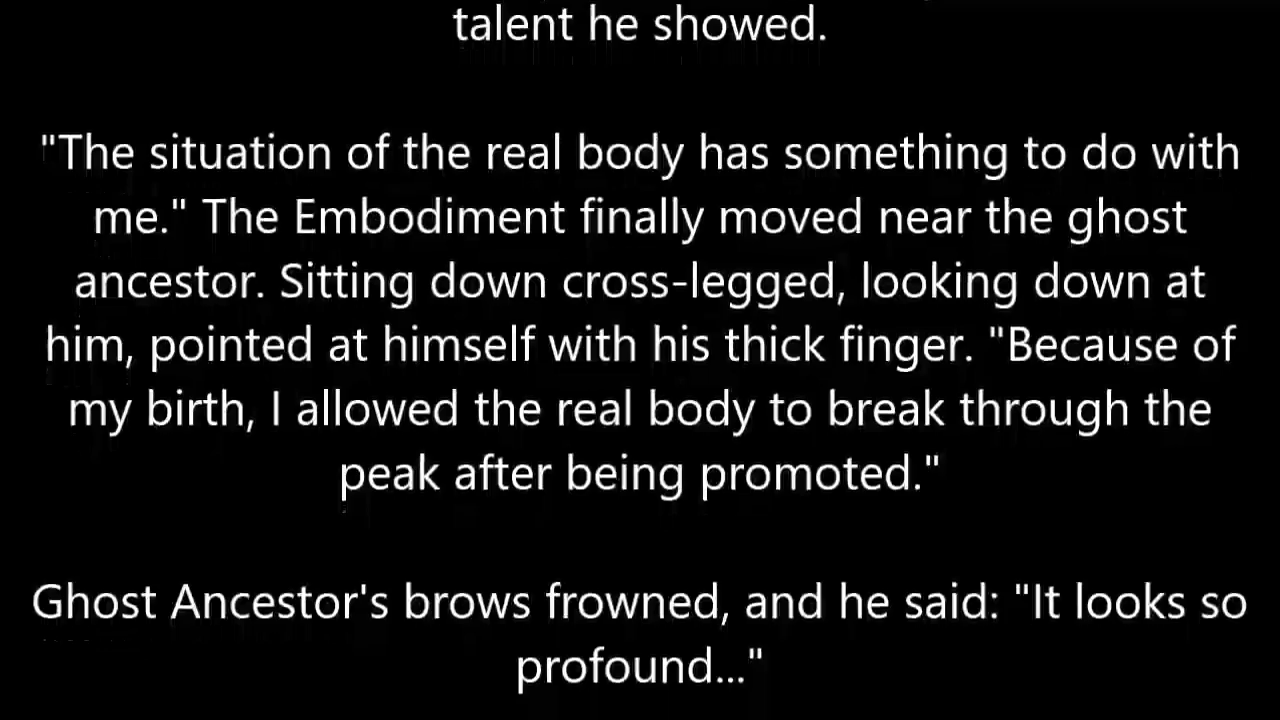 talent he showed.
"The situation of the real body has something to do with
me." The Embodiment finally moved near the ghost
ancestor. Sitting down cross-legged, looking down at
him, pointed at himself with his thick finger. "Because of
my birth, I allowed the real body to break through the
peak after being promoted."
Ghost Ancestor's brows frowned, and he said: "It looks so
profound..."